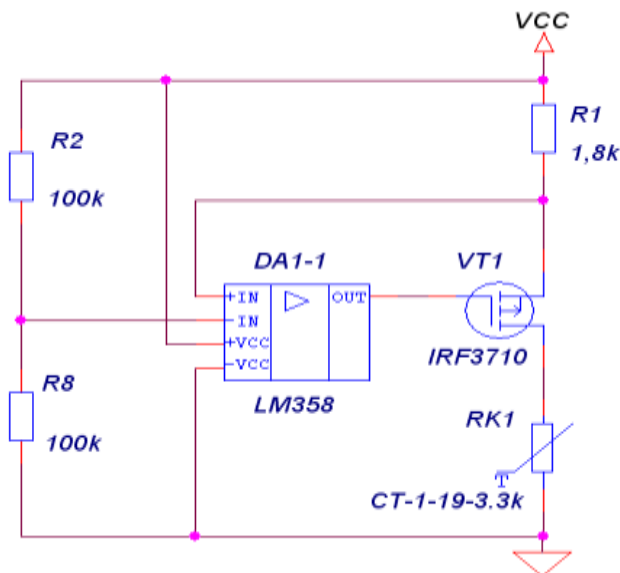 VCC
R1
1,8k
R2
100k
DA1-1
VT1
+IN
OUT
-IN
+VCC
-VCC
IRF3710
LM358
R8
100k
RK1
T
CT-1-19-3.3k